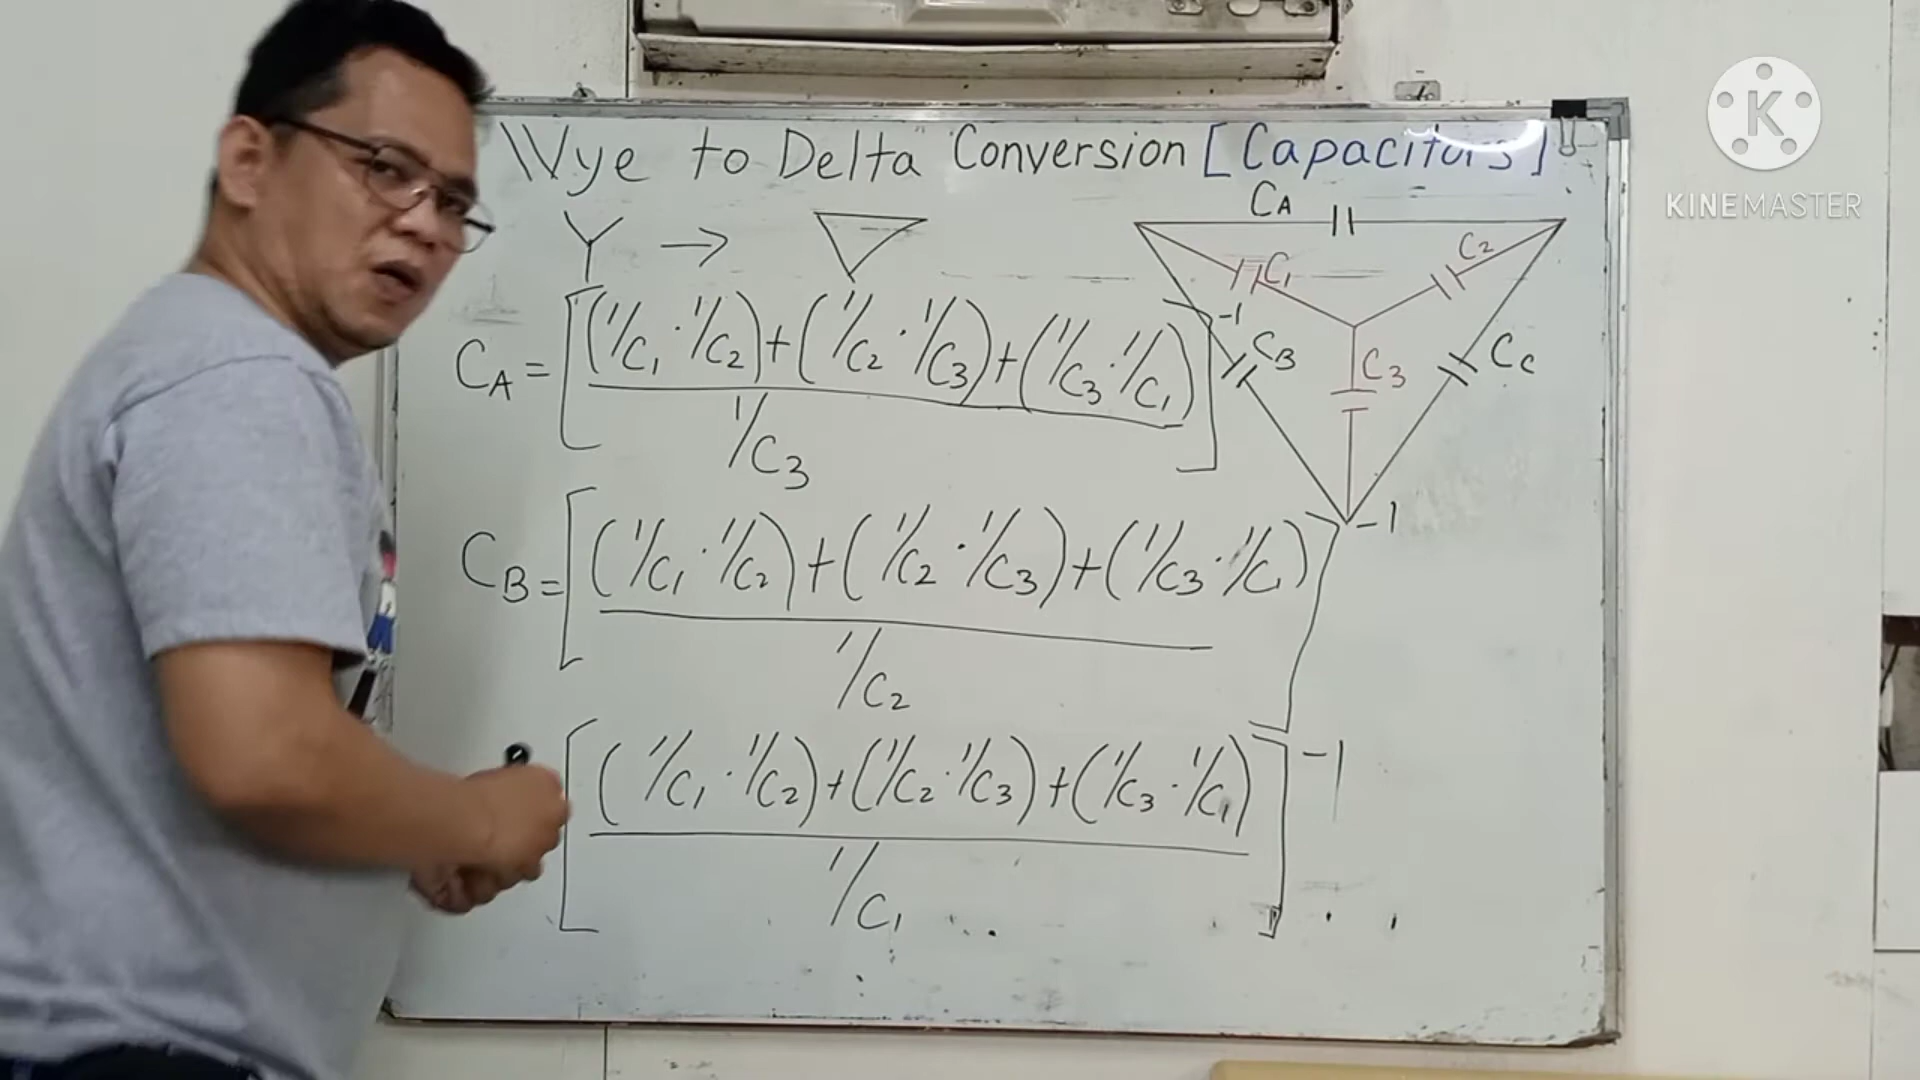 Wye to Delta Conversion [Capacitors]
Y → ▽
CA = [(1/C1 · 1/C2) + (1/C2 · 1/C3) + (1/C3 · 1/C1)]-1
1/C3
CB = [(1/C1 · 1/C2) + (1/C2 · 1/C3) + (1/C3 · 1/C1)]-1
1/C2
[(1/C1 · 1/C2) + (1/C2 · 1/C3) + (1/C3 · 1/C1)]-1
1/C1
CA
C1
C2
CB
C3
CC
K
KINEMASTER